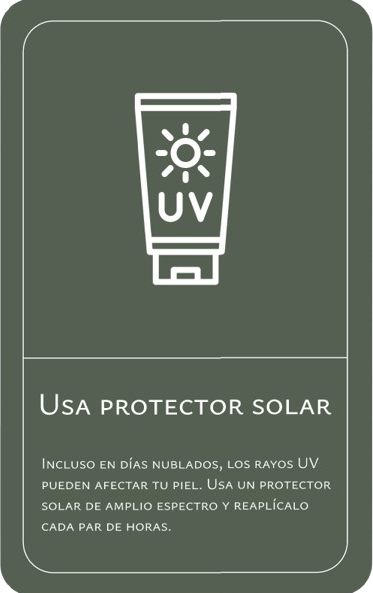 UV
Usa protector solar
Incluso en días nublados, los rayos UV
pueden afectar tu piel. Usa un protector
solar de amplio espectro y reaplícalo
cada par de horas.